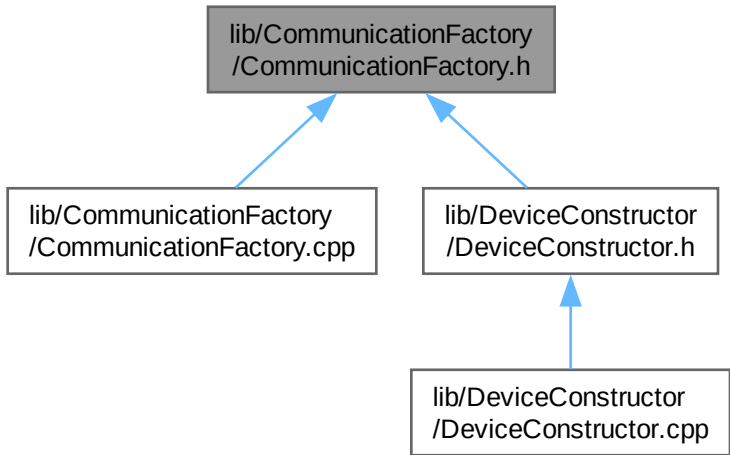 lib/CommunicationFactory
/CommunicationFactory.h
lib/CommunicationFactory
/CommunicationFactory.cpp
lib/DeviceConstructor
/DeviceConstructor.h
lib/DeviceConstructor
/DeviceConstructor.cpp